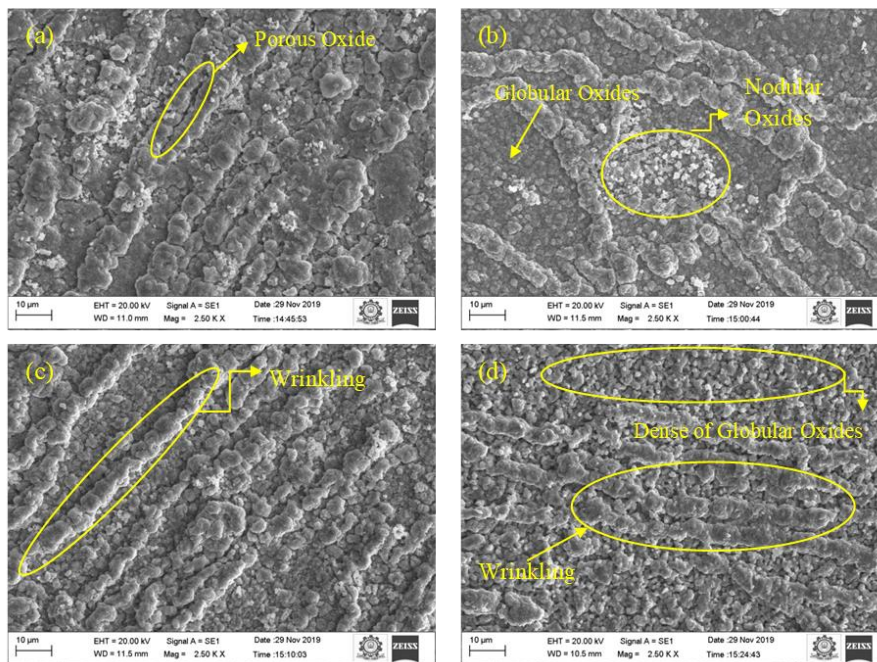 (a)
Porous Oxide
10 µm
EHT = 20.00 kV Signal A = SE1 Date :29 Nov 2019
WD = 11.0 mm Mag = 2.50 K X Time :14:45:53
ZEISS
(b)
Globular Oxides
Nodular
Oxides
10 µm
EHT = 20.00 kV Signal A = SE1 Date :29 Nov 2019
WD = 11.5 mm Mag = 2.50 K X Time :15:00:44
ZEISS
(c)
Wrinkling
10 µm
EHT = 20.00 kV Signal A = SE1 Date :29 Nov 2019
WD = 11.5 mm Mag = 2.50 K X Time :15:10:03
ZEISS
(d)
Dense of Globular Oxides
Wrinkling
10 µm
EHT = 20.00 kV Signal A = SE1 Date :29 Nov 2019
WD = 10.5 mm Mag = 2.50 K X Time :15:24:43
ZEISS